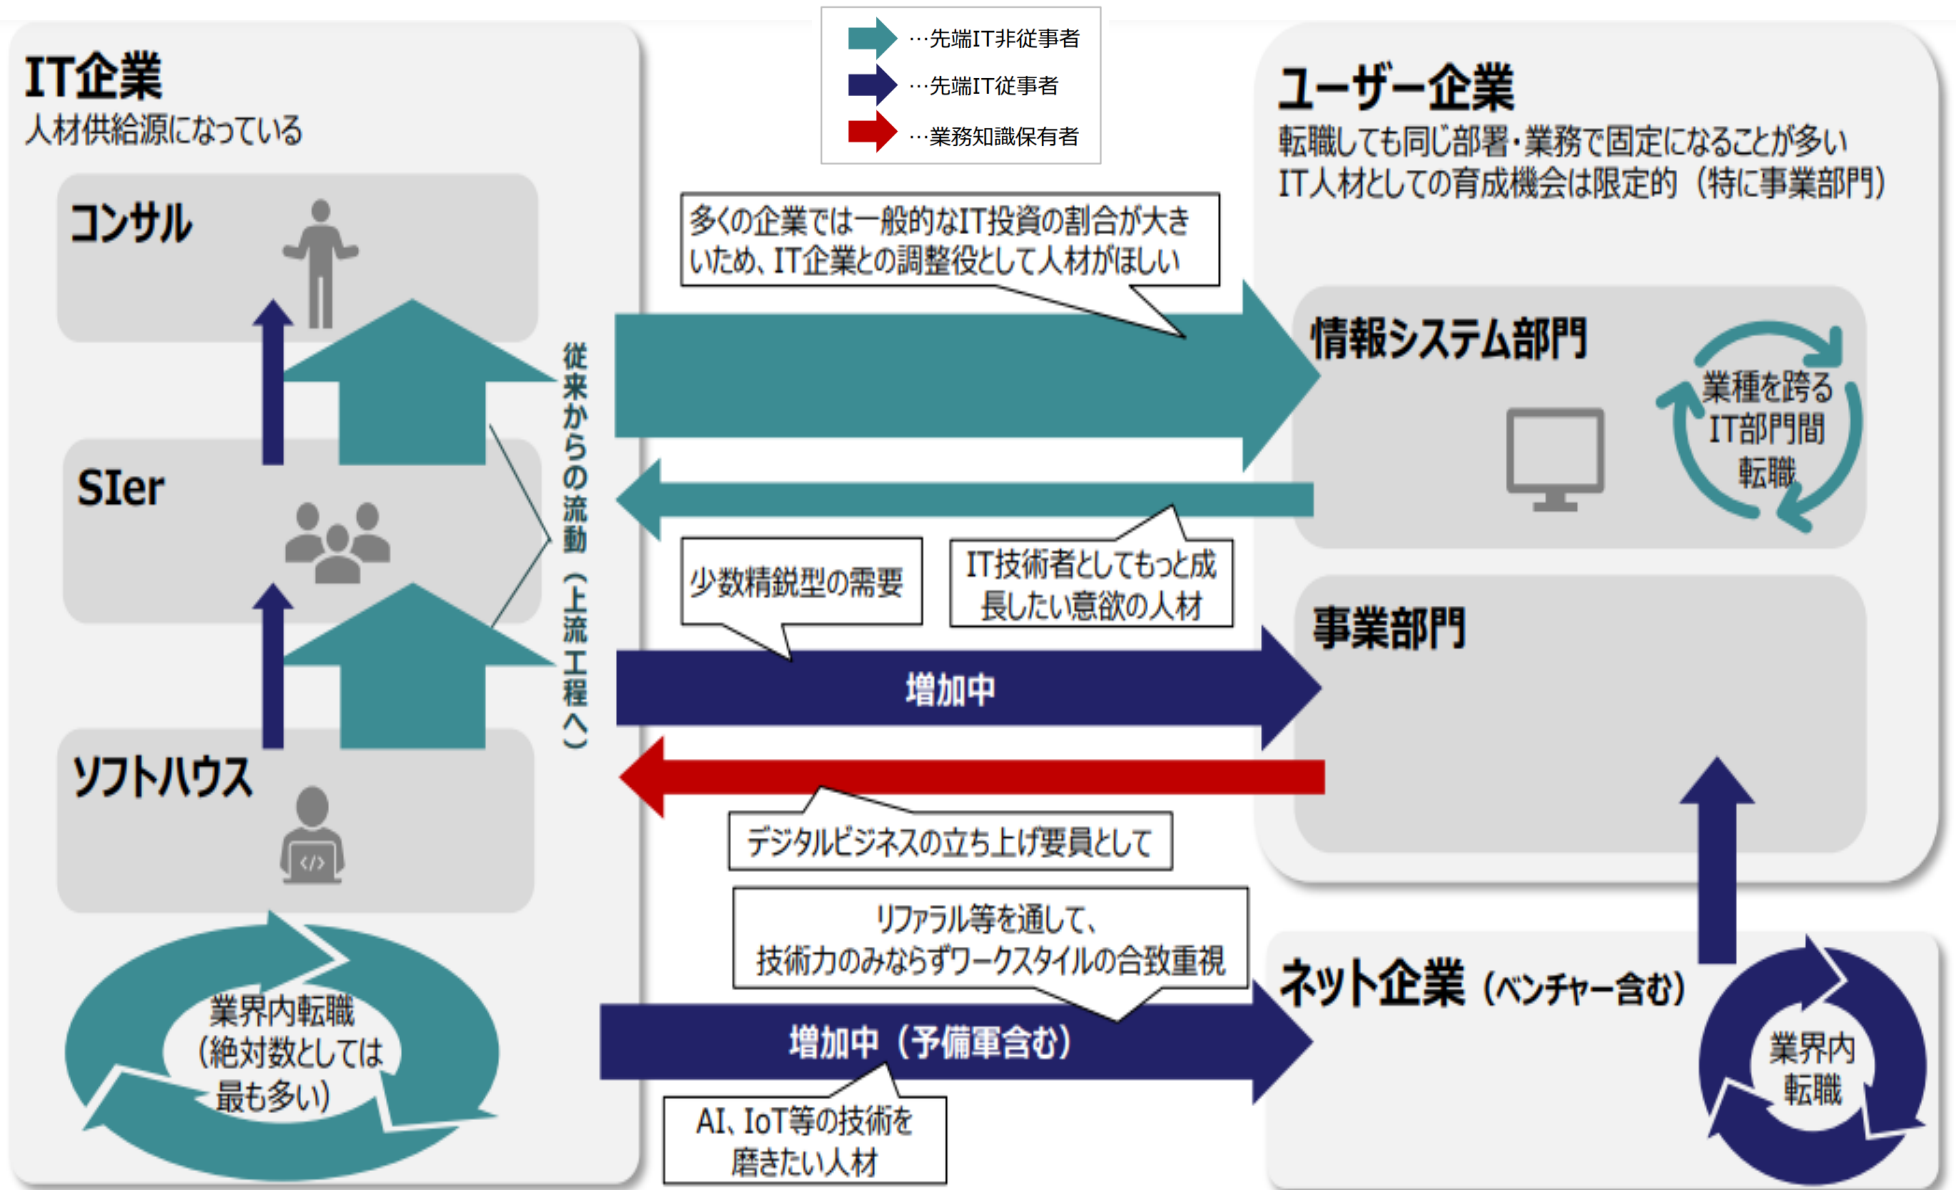 …先端IT非従事者
…先端IT従事者
…業務知識保有者
IT企業
人材供給源になっている
コンサル
SIer
ソフトハウス
従来からの流動（上流工程へ）
業界内転職
（絶対数としては
最も多い）
多くの企業では一般的なIT投資の割合が大き
いため、IT企業との調整役として人材がほしい
IT技術者としてもっと成
長したい意欲の人材
少数精鋭型の需要
増加中
デジタルビジネスの立ち上げ要員として
リファラル等を通して、
技術力のみならずワークスタイルの合致重視
増加中（予備軍含む）
AI、IoT等の技術を
磨きたい人材
ユーザー企業
転職しても同じ部署・業務で固定になることが多い
IT人材としての育成機会は限定的（特に事業部門）
情報システム部門
業種を跨る
IT部門間
転職
事業部門
ネット企業（ベンチャー含む）
業界内
転職